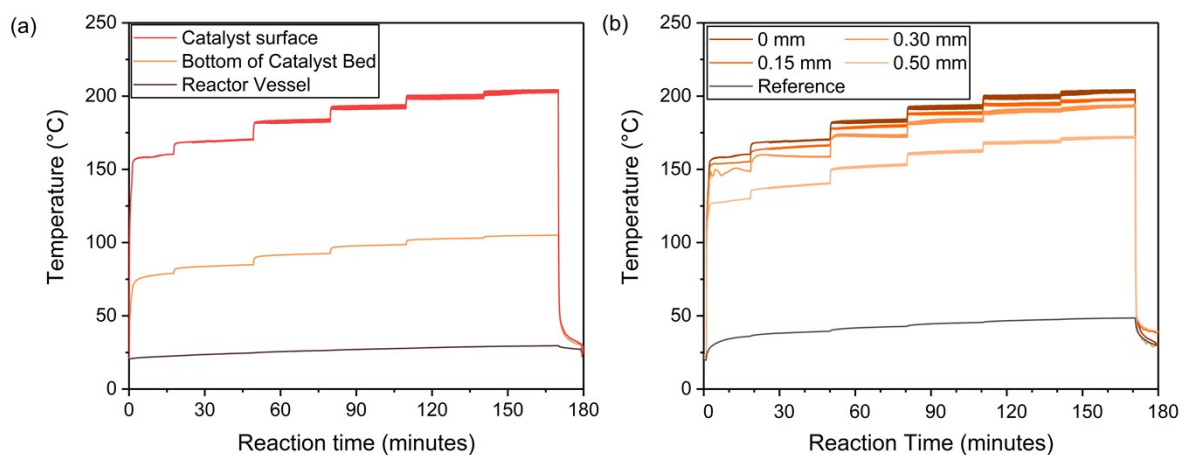 (a)
250
200
150
100
50
0
Temperature (°C)
Catalyst surface
Bottom of Catalyst Bed
Reactor Vessel
0 30 60 90 120 150 180
Reaction time (minutes)
(b)
250
200
150
100
50
0
Temperature (°C)
0 mm 0.30 mm
0.15 mm 0.50 mm
Reference
0 30 60 90 120 150 180
Reaction Time (minutes)